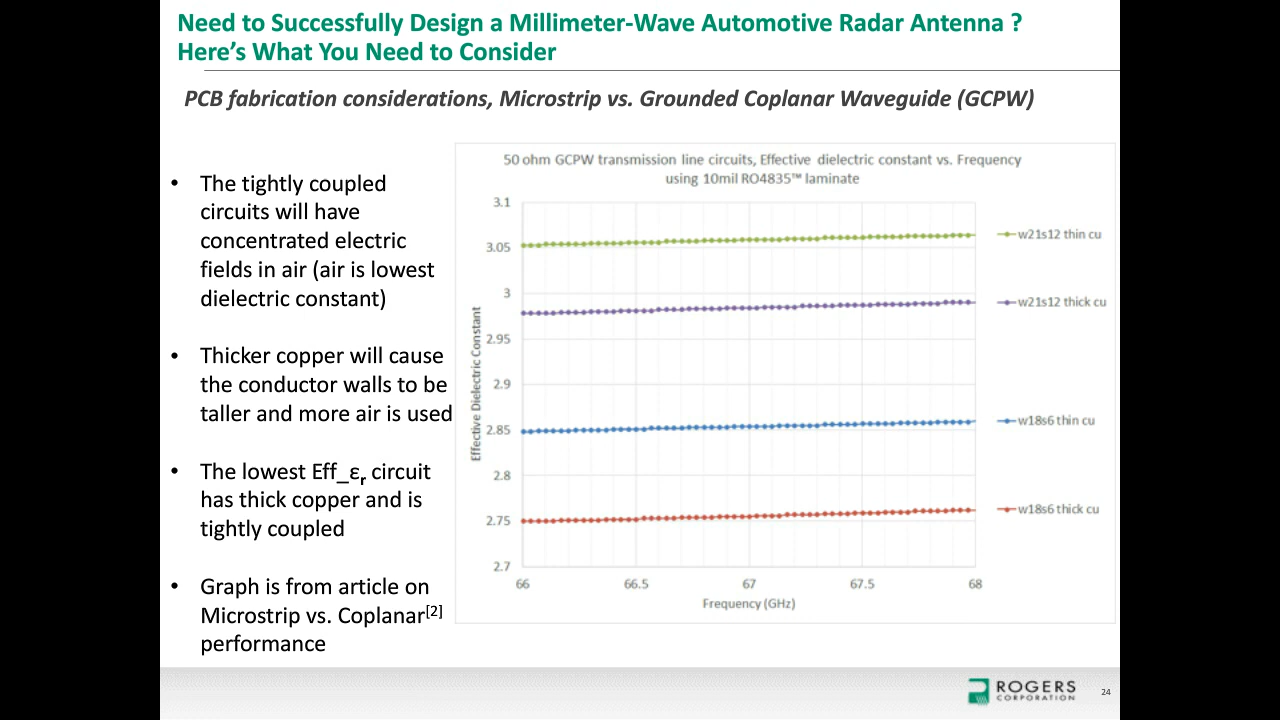 Need to Successfully Design a Millimeter-Wave Automotive Radar Antenna ?
Here's What You Need to Consider
PCB fabrication considerations, Microstrip vs. Grounded Coplanar Waveguide (GCPW)
• The tightly coupled
circuits will have
concentrated electric
fields in air (air is lowest
dielectric constant)
• Thicker copper will cause
the conductor walls to be
taller and more air is used
• The lowest Eff_εr circuit
has thick copper and is
tightly coupled
• Graph is from article on
Microstrip vs. Coplanar[2]
performance
50 ohm GCPW transmission line circuits, Effective dielectric constant vs. Frequency
using 10mil RO4835™ laminate
Effective Dielectric Constant
3.1
3.05
3
2.95
2.9
2.85
2.8
2.75
2.7
66
66.5
67
67.5
68
Frequency (GHz)
w21s12 thin cu
w21s12 thick cu
w18s6 thin cu
w18s6 thick cu
ROGERS
CORPORATION
24